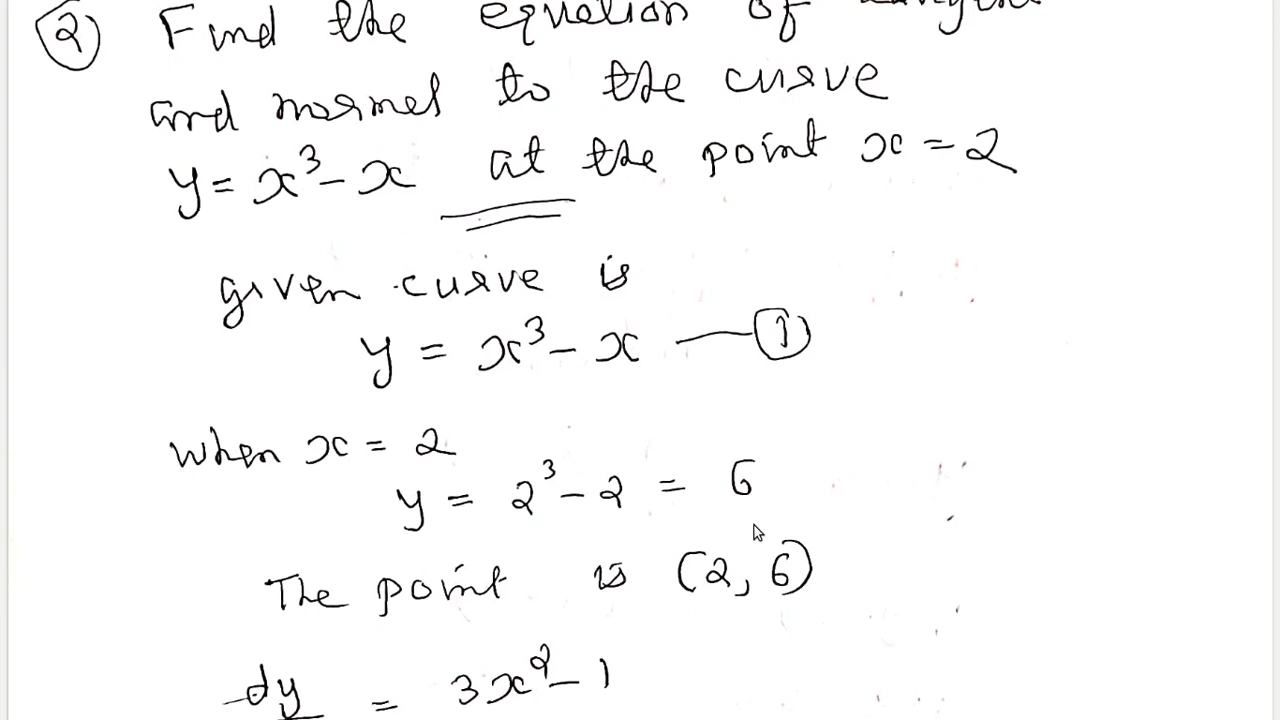 ② Find the equation of
and normal to the curve
y = x³ - x at the point x = 2
given curve is
y = x³ - x — ①
when x = 2
y = 2³ - 2 = 6
The point is (2, 6)
dy = 3x² - 1